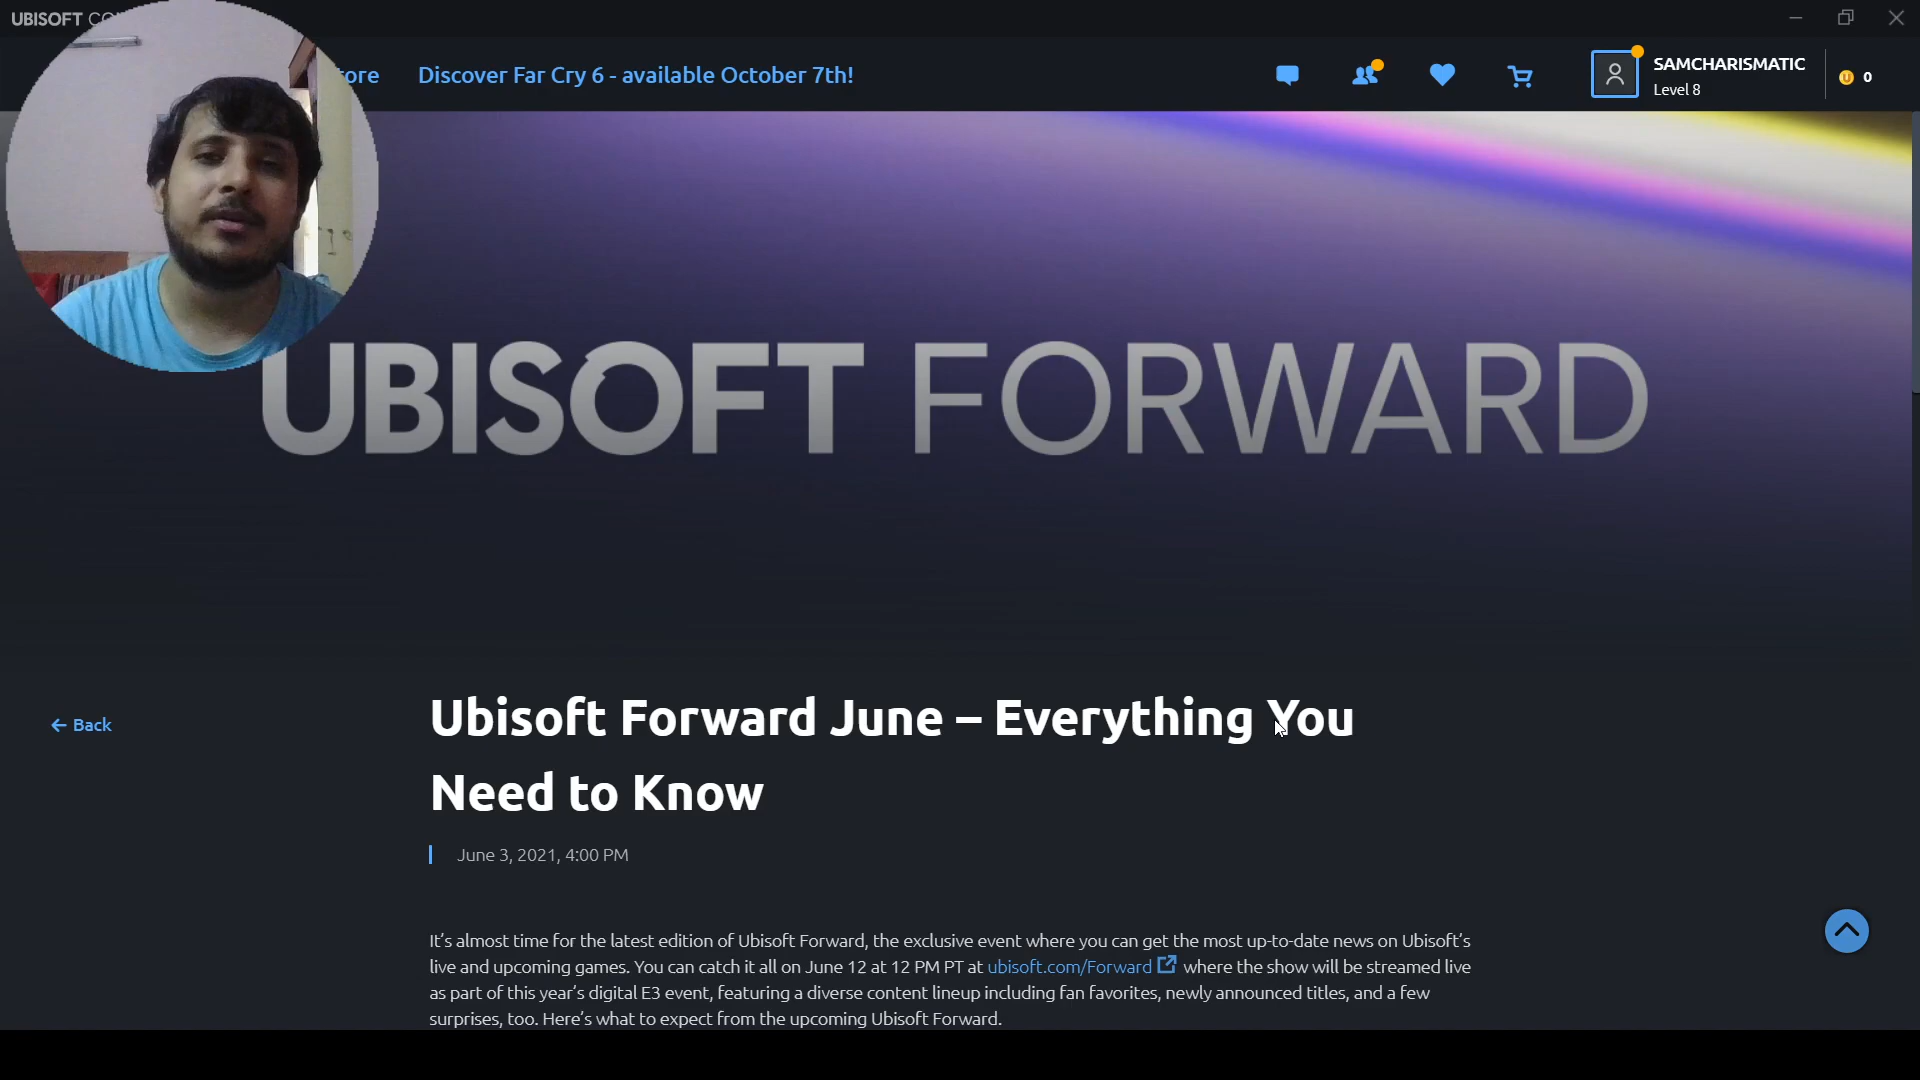 UBISOFT CO
tore
Discover Far Cry 6 - available October 7th!
SAMCHARISMATIC
Level 8
0
UBISOFT FORWARD
← Back
Ubisoft Forward June – Everything You
Need to Know
June 3, 2021, 4:00 PM
It's almost time for the latest edition of Ubisoft Forward, the exclusive event where you can get the most up-to-date news on Ubisoft's
live and upcoming games. You can catch it all on June 12 at 12 PM PT at ubisoft.com/Forward where the show will be streamed live
as part of this year's digital E3 event, featuring a diverse content lineup including fan favorites, newly announced titles, and a few
surprises, too. Here's what to expect from the upcoming Ubisoft Forward.